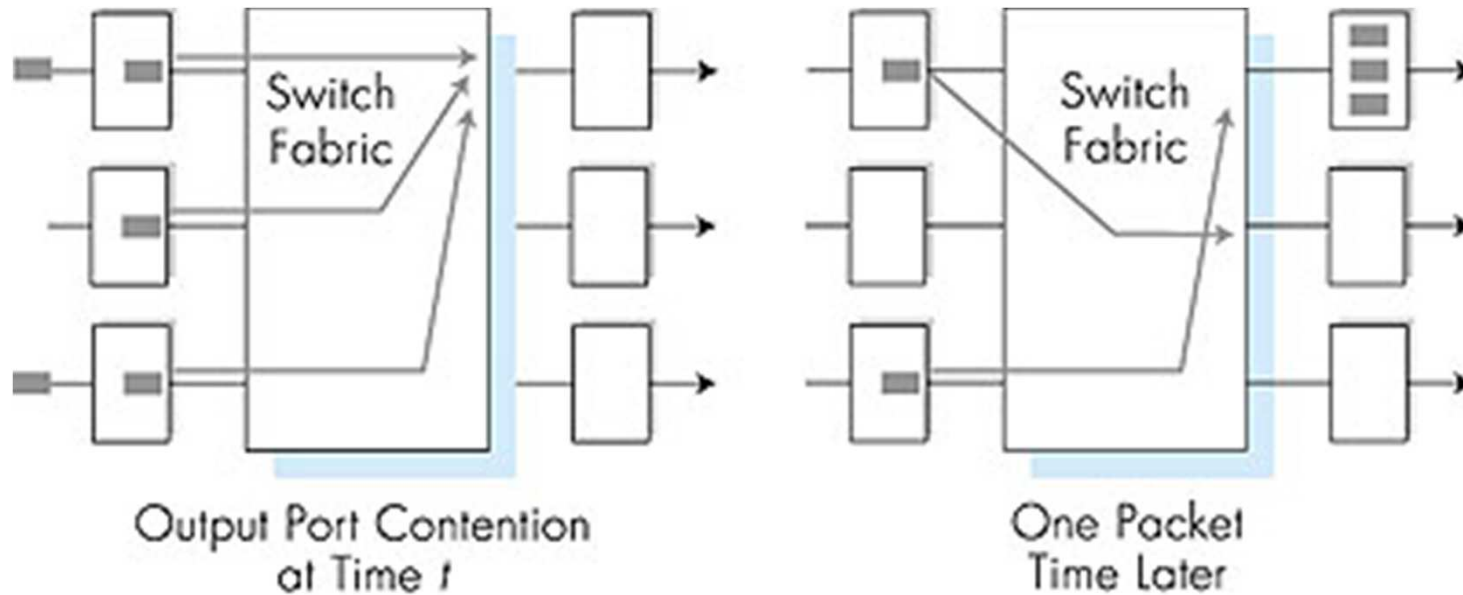 Switch
Fabric
Switch
Fabric
Output Port Contention
at Time t
One Packet
Time Later